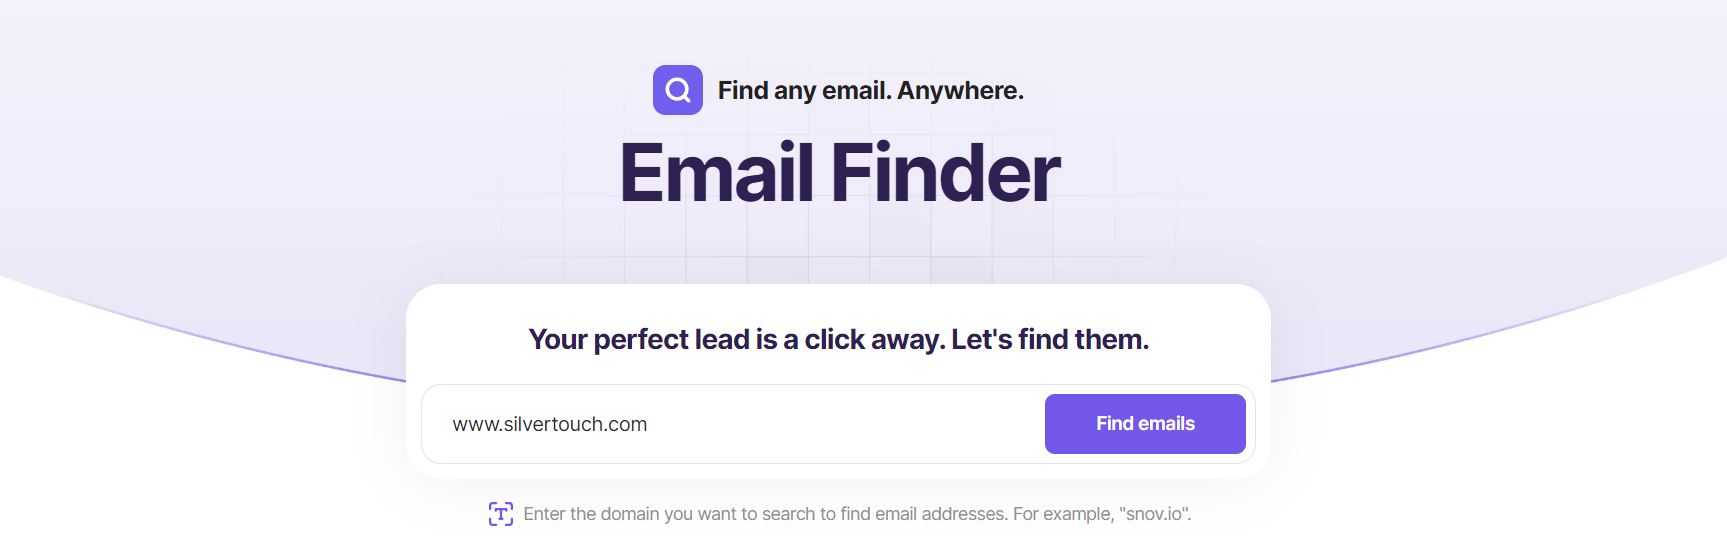 Find any email. Anywhere.
Email Finder
Your perfect lead is a click away. Let's find them.
www.silvertouch.com
Find emails
Enter the domain you want to search to find email addresses. For example, "snov.io".